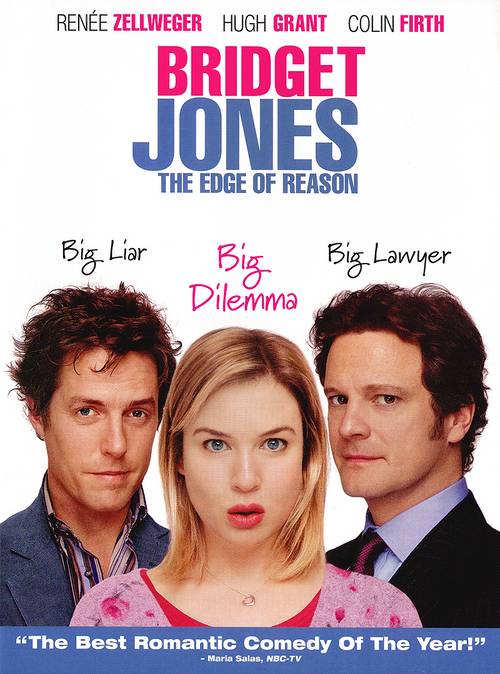 RENÉE ZELLWEGER HUGH GRANT COLIN FIRTH
BRIDGET
JONES
THE EDGE OF REASON
Big Liar
Big
Dilemma
Big Lawyer
“The Best Romantic Comedy Of The Year!”
– Maria Salas, NBC-TV